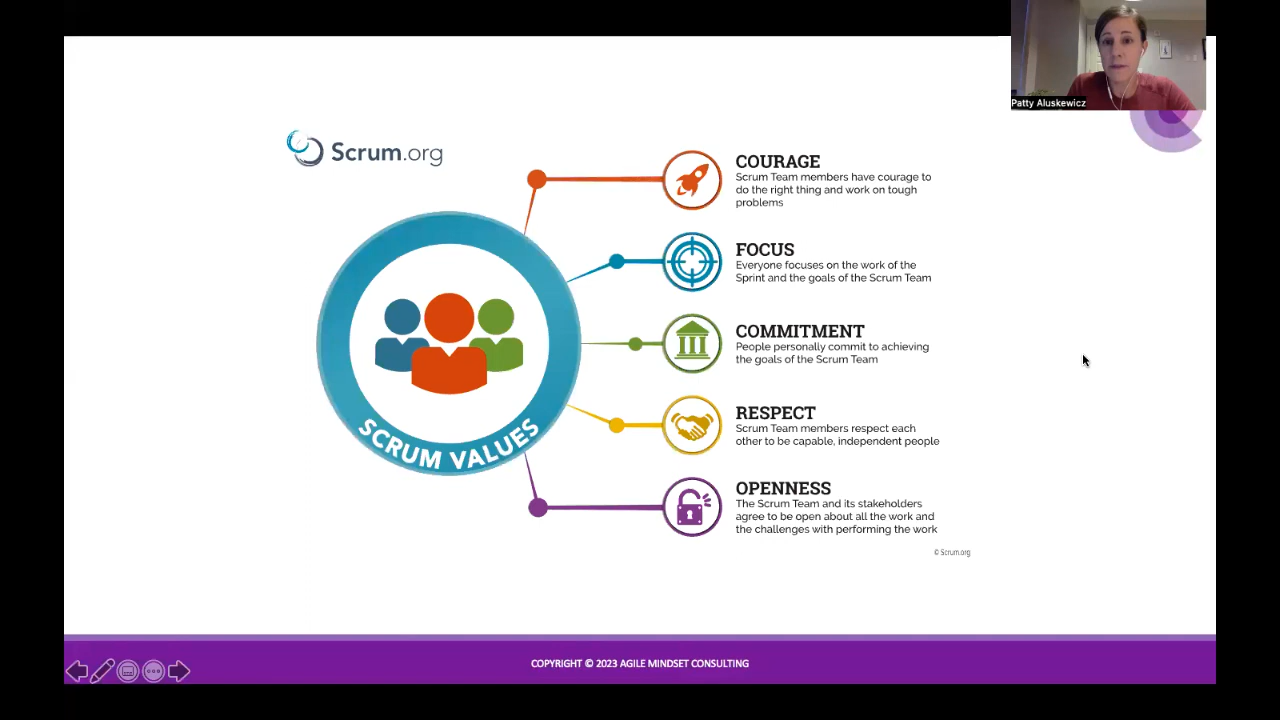 Patty Aluskewicz
Scrum.org
COURAGE
Scrum Team members have courage to
do the right thing and work on tough
problems
FOCUS
Everyone focuses on the work of the
Sprint and the goals of the Scrum Team
COMMITMENT
People personally commit to achieving
the goals of the Scrum Team
RESPECT
Scrum Team members respect each
other to be capable, independent people
OPENNESS
The Scrum Team and its stakeholders
agree to be open about all the work and
the challenges with performing the work
SCRUM VALUES
© Scrum.org
COPYRIGHT © 2023 AGILE MINDSET CONSULTING